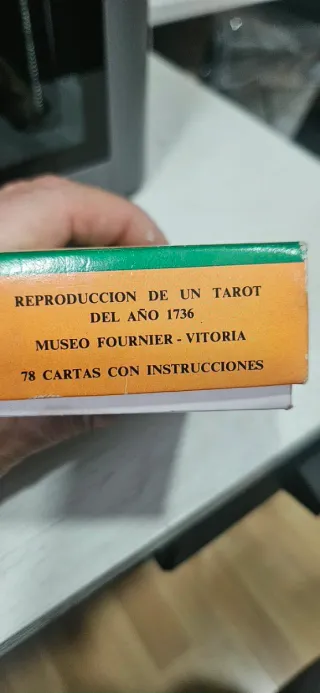 REPRODUCCION DE UN TAROT
DEL AÑO 1736
MUSEO FOURNIER - VITORIA
78 CARTAS CON INSTRUCCIONES